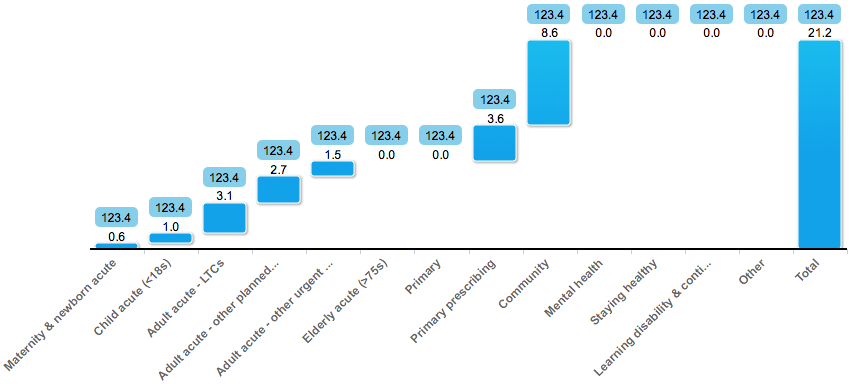 123.4
0.6
123.4
1.0
123.4
3.1
123.4
2.7
123.4
1.5
123.4
0.0
123.4
0.0
123.4
3.6
123.4
8.6
123.4
0.0
123.4
0.0
123.4
0.0
123.4
0.0
123.4
21.2
Maternity & newborn acute
Child acute (<18s)
Adult acute - LTCs
Adult acute - other planned...
Adult acute - other urgent ...
Elderly acute (>75s)
Primary
Primary prescribing
Community
Mental health
Staying healthy
Learning disability & conti...
Other
Total